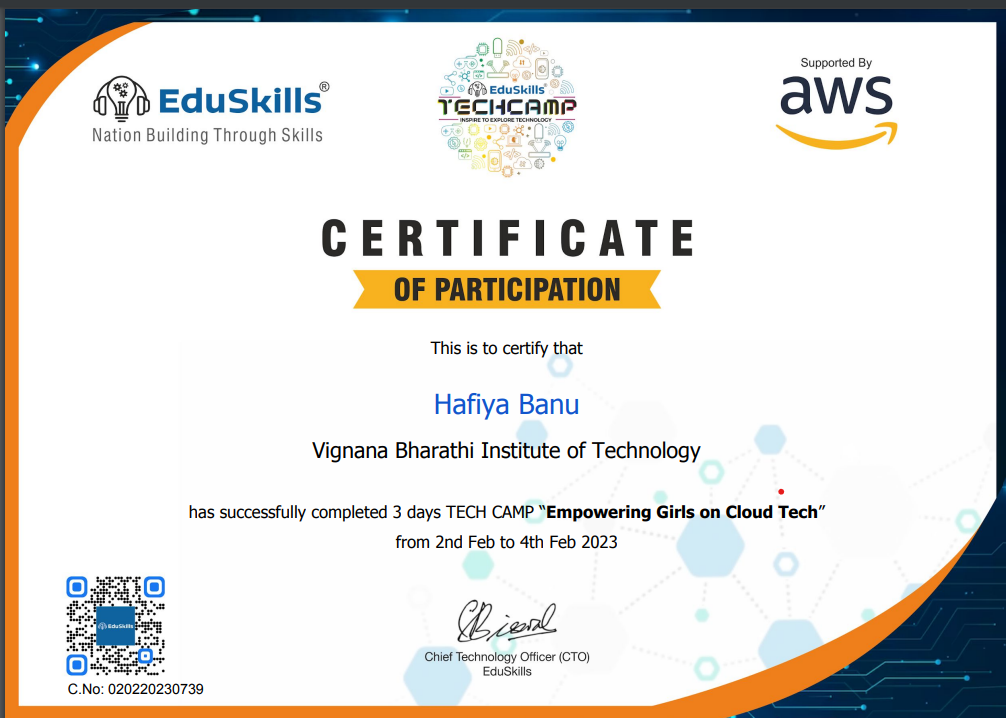 EduSkills®
Nation Building Through Skills
EduSkills®
TECHCAMP
INSPIRE TO EXPLORE TECHNOLOGY
Supported By
aws
CERTIFICATE
OF PARTICIPATION
This is to certify that
Hafiya Banu
Vignana Bharathi Institute of Technology
has successfully completed 3 days TECH CAMP “Empowering Girls on Cloud Tech”
from 2nd Feb to 4th Feb 2023
Chief Technology Officer (CTO)
EduSkills
EduSkills
C.No: 020220230739